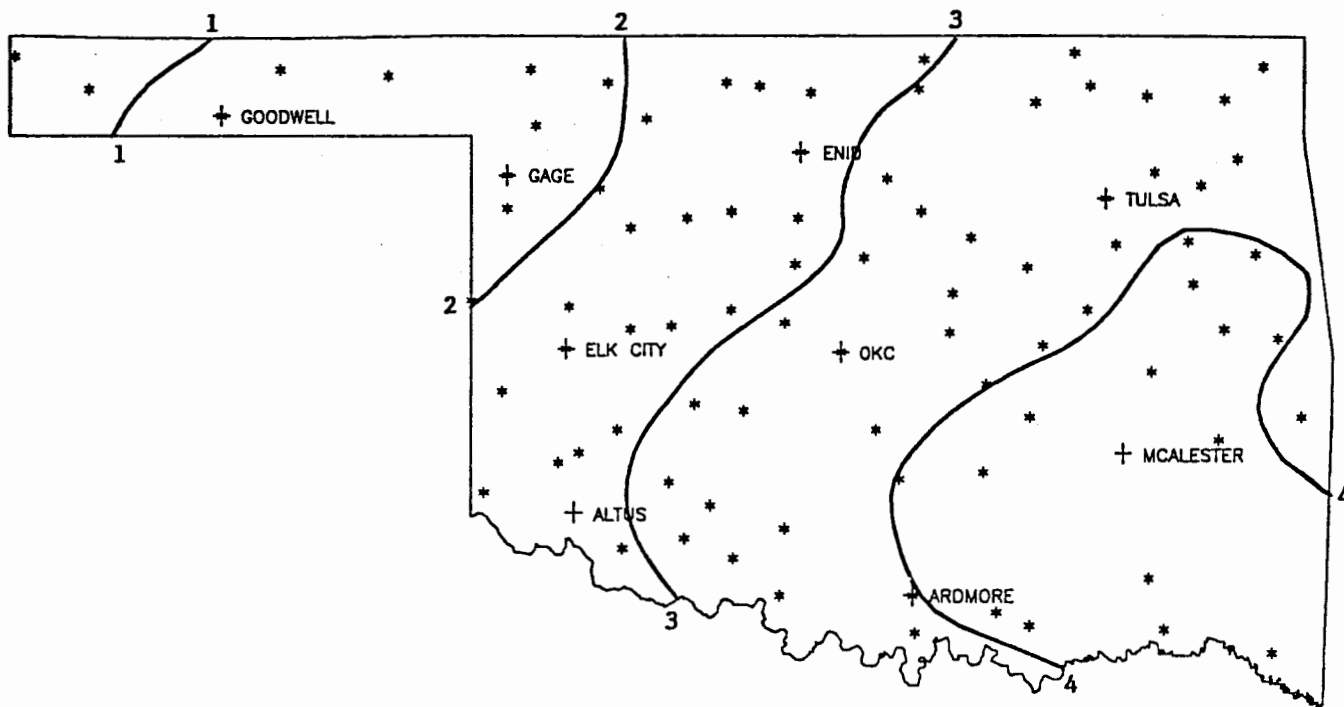 1 2 3
GOODWELL
1
ENID
GAGE
TULSA
2
ELK CITY
OKC
MCALESTER
4
ALTUS
ARDMORE
3
4